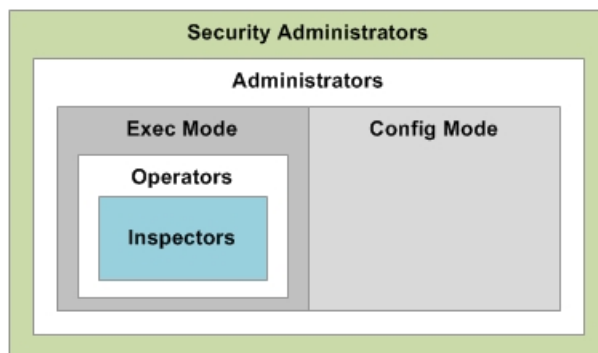 Security Administrators
Administrators
Exec Mode
Config Mode
Operators
Inspectors